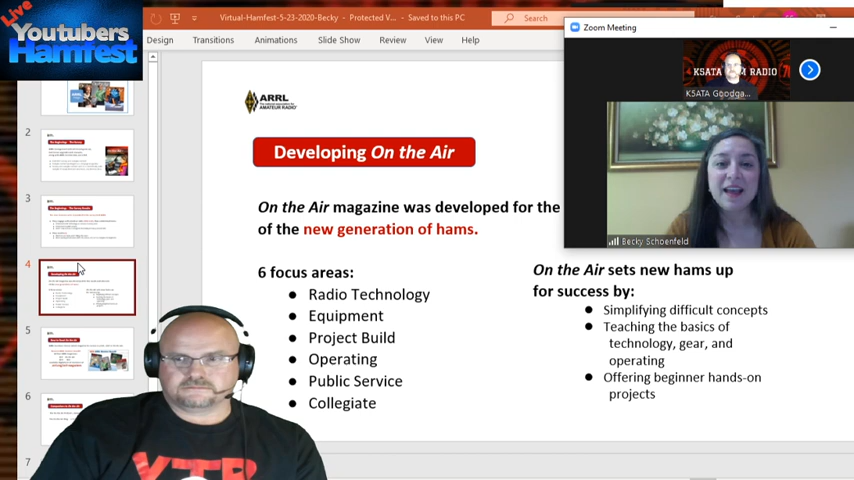 Live
Youtubers
Hamfest
Virtual-Hamfest-5-23-2020-Becky - Protected V... - Saved to this PC
Search
Design
Transitions
Animations
Slide Show
Review
View
Help
Zoom Meeting
K5ATA
RADIO
K5ATA Goodga...
Becky Schoenfeld
2
3
4
5
6
7
ARRL
AMATEUR RADIO
Developing On the Air
On the Air magazine was developed for the
of the new generation of hams.
6 focus areas:
● Radio Technology
● Equipment
● Project Build
● Operating
● Public Service
● Collegiate
On the Air sets new hams up
for success by:
● Simplifying difficult concepts
● Teaching the basics of
technology, gear, and
operating
● Offering beginner hands-on
projects
YTR